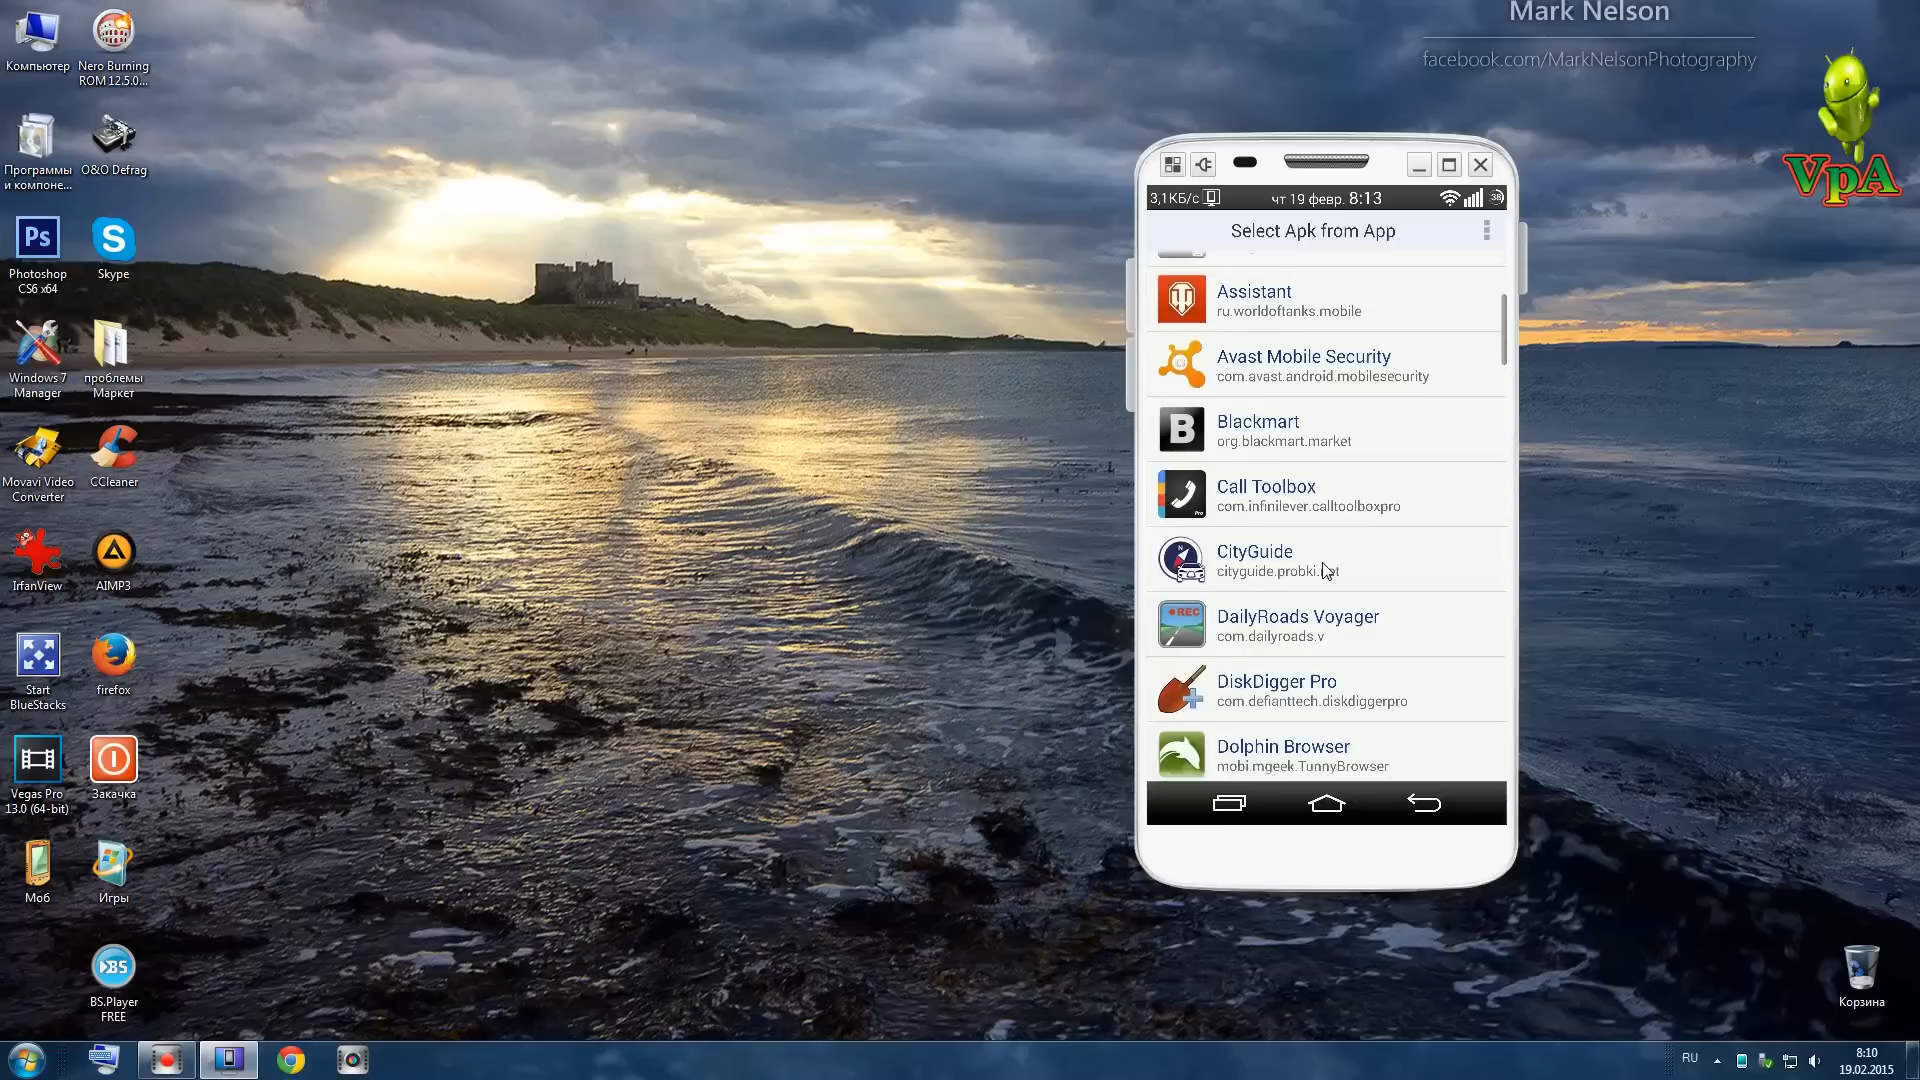 Mark Nelson
facebook.com/MarkNelsonPhotography
VpA
Компьютер
Nero Burning
ROM 12.5.0...
Программы
и компоне...
O&O Defrag
Ps
Photoshop
CS6 x64
Skype
Windows 7
Manager
проблемы
Маркет
Movavi Video
Converter
CCleaner
IrfanView
AIMP3
Start
BlueStacks
firefox
Vegas Pro
13.0 (64-bit)
Закачка
Моб
Игры
BS
BS.Player
FREE
Корзина
3,1КБ/с
чт 19 февр. 8:13
38
Select Apk from App
Assistant
ru.worldoftanks.mobile
Avast Mobile Security
com.avast.android.mobilesecurity
B
Blackmart
org.blackmart.market
Pro
Call Toolbox
com.infinilever.calltoolboxpro
N
CityGuide
REC
DailyRoads Voyager
com.dailyroads.v
DiskDigger Pro
com.defianttech.diskdiggerpro
Dolphin Browser
mobi.mgeek.TunnyBrowser
RU
8:10
19.02.2015